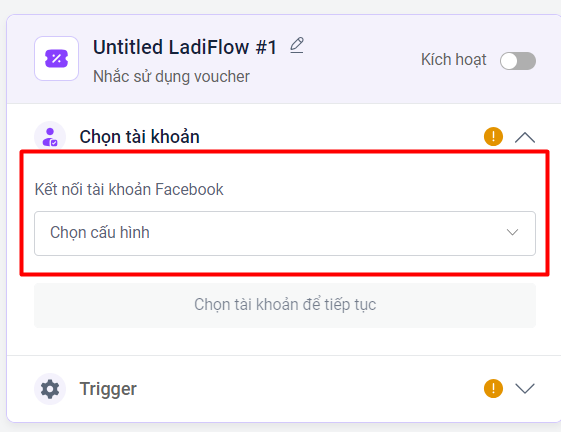 Untitled LadiFlow #1
Nhắc sử dụng voucher
Kích hoạt
Chọn tài khoản
Kết nối tài khoản Facebook
Chọn cấu hình
Chọn tài khoản để tiếp tục
Trigger